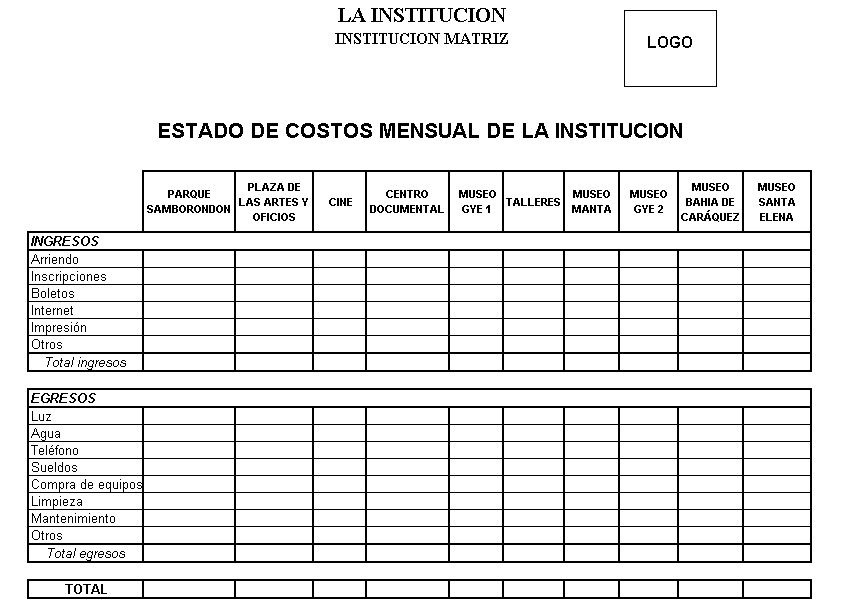 LA INSTITUCION
INSTITUCION MATRIZ
LOGO
ESTADO DE COSTOS MENSUAL DE LA INSTITUCION
PARQUE
SAMBORONDON
PLAZA DE
LAS ARTES Y
OFICIOS
CINE
CENTRO
DOCUMENTAL
MUSEO
GYE 1
TALLERES
MUSEO
MANTA
MUSEO
GYE 2
MUSEO
BAHIA DE
CARÁQUEZ
MUSEO
SANTA
ELENA
INGRESOS
Arriendo
Inscripciones
Boletos
Internet
Impresión
Otros
Total ingresos
EGRESOS
Luz
Agua
Teléfono
Sueldos
Compra de equipos
Limpieza
Mantenimiento
Otros
Total egresos
TOTAL